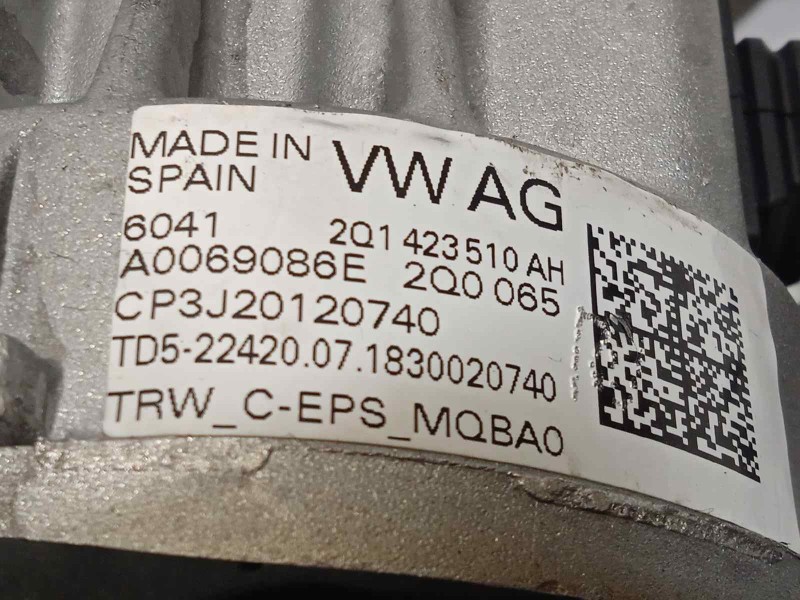 MADE IN
SPAIN
VW AG
6041
2Q1 423 510 AH
A0069086E
2Q0 065
CP3J20120740
TD5-22420.07.1830020740
TRW_C-EPS_MQBA0